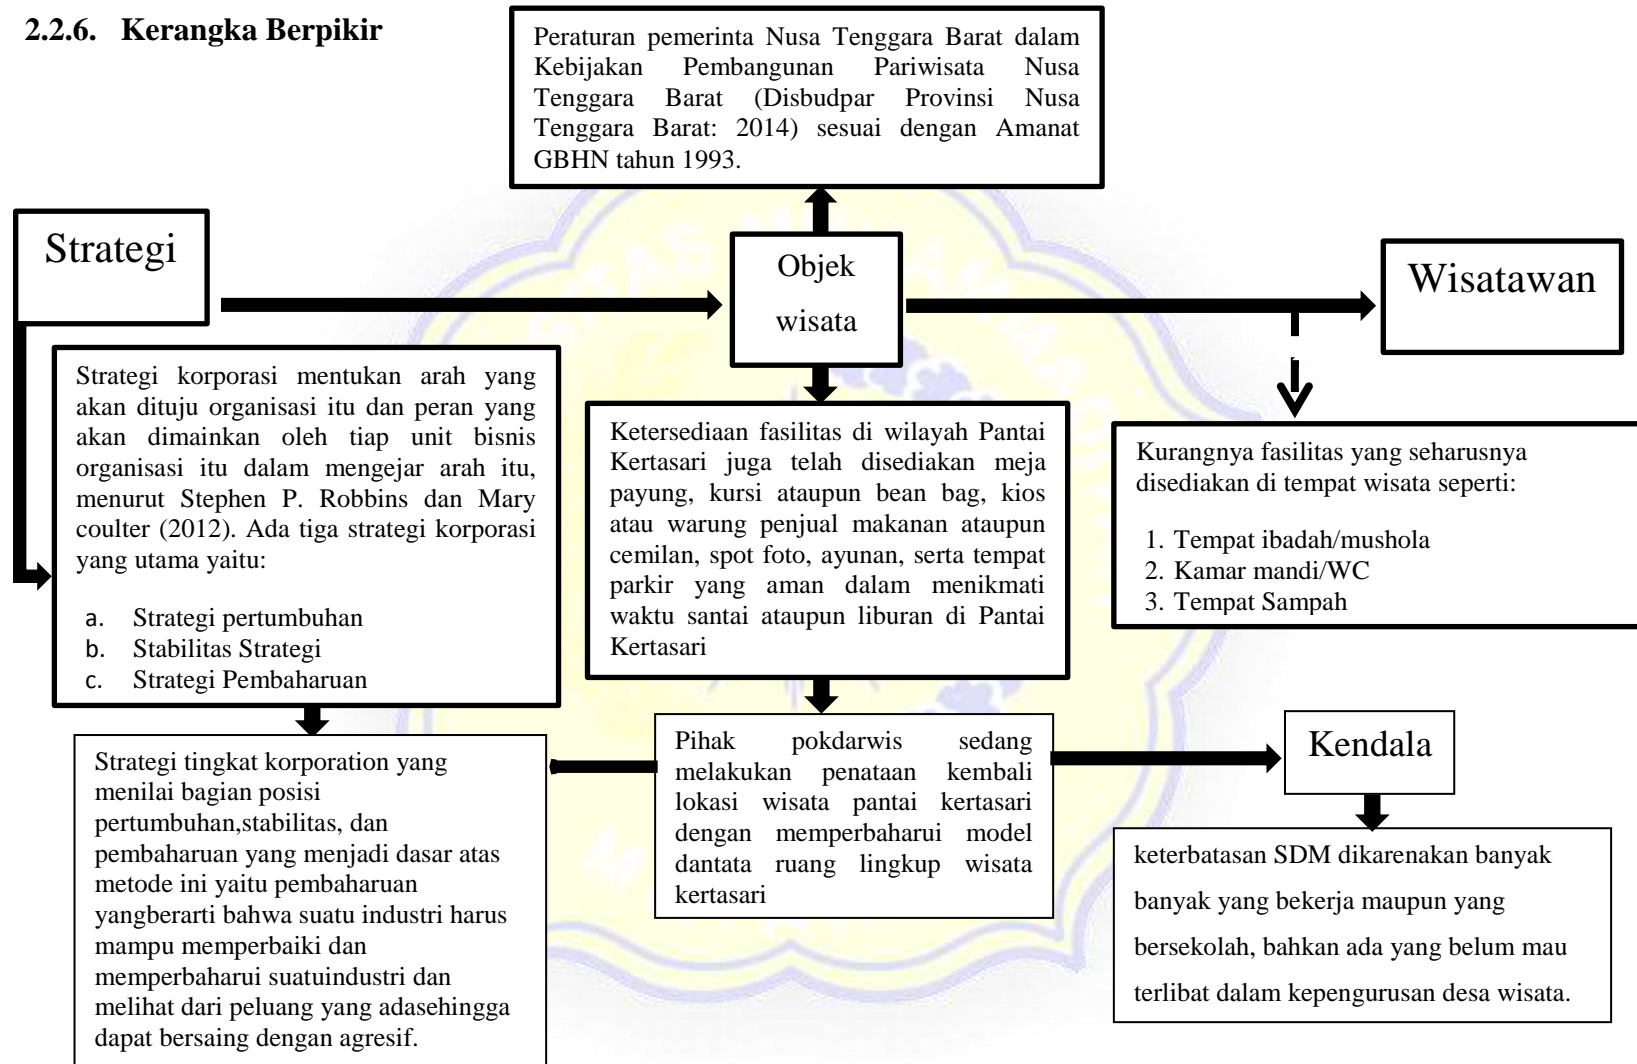 2.2.6. Kerangka Berpikir
Peraturan pemerinta Nusa Tenggara Barat dalam
Kebijakan Pembangunan Pariwisata Nusa
Tenggara Barat (Disbudpar Provinsi Nusa
Tenggara Barat: 2014) sesuai dengan Amanat
GBHN tahun 1993.
Strategi
Objek
wisata
Wisatawan
Strategi korporasi mentukan arah yang
akan dituju organisasi itu dan peran yang
akan dimainkan oleh tiap unit bisnis
organisasi itu dalam mengejar arah itu,
menurut Stephen P. Robbins dan Mary
coulter (2012). Ada tiga strategi korporasi
yang utama yaitu:
a. Strategi pertumbuhan
b. Stabilitas Strategi
c. Strategi Pembaharuan
Ketersediaan fasilitas di wilayah Pantai
Kertasari juga telah disediakan meja
payung, kursi ataupun bean bag, kios
atau warung penjual makanan ataupun
cemilan, spot foto, ayunan, serta tempat
parkir yang aman dalam menikmati
waktu santai ataupun liburan di Pantai
Kertasari
Kurangnya fasilitas yang seharusnya
disediakan di tempat wisata seperti:
1. Tempat ibadah/mushola
2. Kamar mandi/WC
3. Tempat Sampah
Strategi tingkat korporation yang
menilai bagian posisi
pertumbuhan,stabilitas, dan
pembaharuan yang menjadi dasar atas
metode ini yaitu pembaharuan
yangberarti bahwa suatu industri harus
mampu memperbaiki dan
memperbaharui suatuindustri dan
melihat dari peluang yang adasehingga
dapat bersaing dengan agresif.
Pihak pokdarwis sedang
melakukan penataan kembali
lokasi wisata pantai kertasari
dengan memperbaharui model
dantata ruang lingkup wisata
kertasari
Kendala
keterbatasan SDM dikarenakan banyak
banyak yang bekerja maupun yang
bersekolah, bahkan ada yang belum mau
terlibat dalam kepengurusan desa wisata.